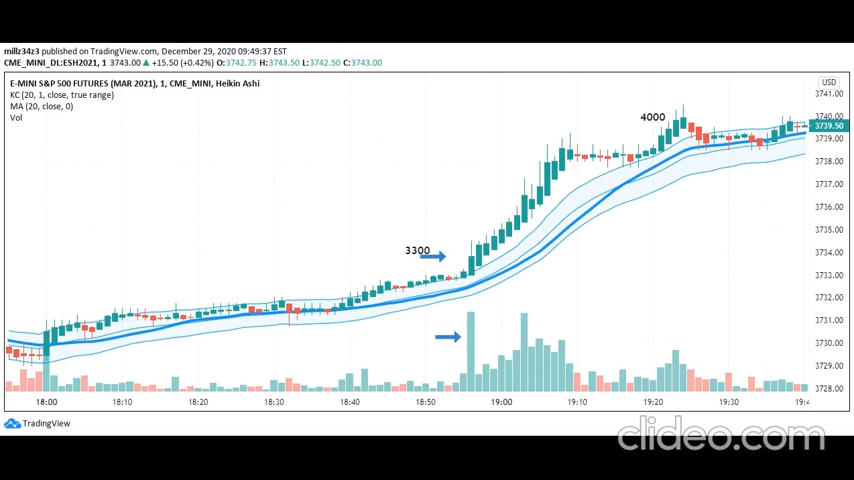 millz34z3 published on TradingView.com, December 29, 2020 09:49:37 EST
CME_MINI_DL:ESH2021, 1 3743.00 ▲ +15.50 (+0.42%) O:3742.75 H:3743.50 L:3742.50 C:3743.00
E-MINI S&P 500 FUTURES (MAR 2021), 1, CME_MINI, Heikin Ashi
KC (20, 1, close, true range)
MA (20, close, 0)
Vol
USD
3741.00
4000
3740.00
3739.50
3739.00
3738.00
3737.00
3736.00
3735.00
3300
3734.00
3733.00
3732.00
3731.00
3730.00
3729.00
3728.00
18:00 18:10 18:20 18:30 18:40 18:50 19:00 19:10 19:20 19:30 19:4
TradingView
clideo.com